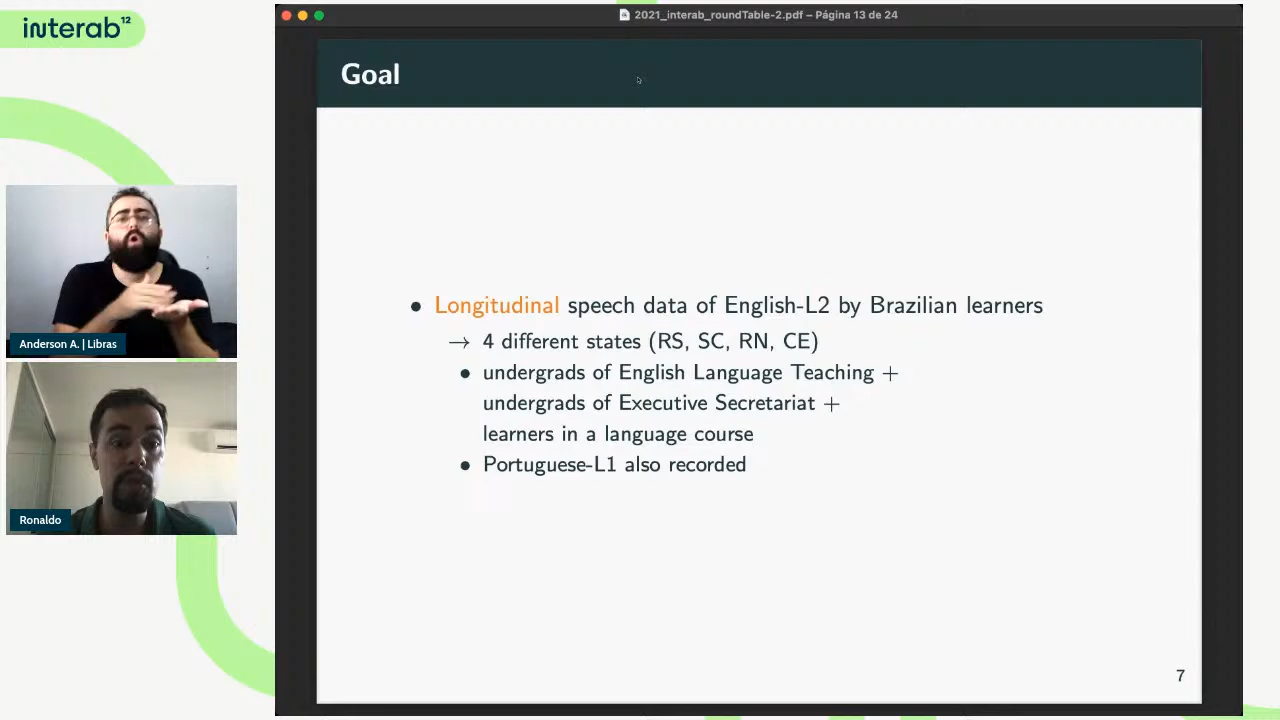 interab¹²
2021_interab_roundTable-2.pdf – Página 13 de 24
Goal
• Longitudinal speech data of English-L2 by Brazilian learners
→ 4 different states (RS, SC, RN, CE)
• undergrads of English Language Teaching +
undergrads of Executive Secretariat +
learners in a language course
• Portuguese-L1 also recorded
7
Anderson A. | Libras
Ronaldo